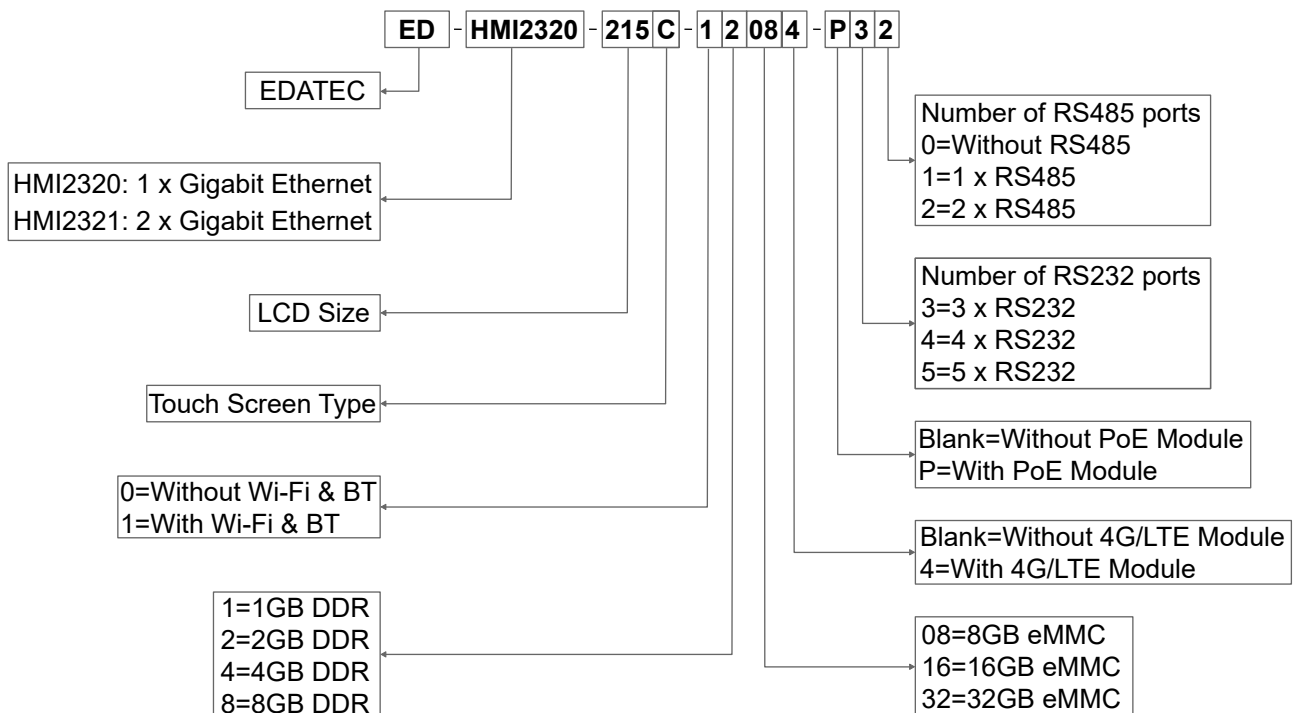 ED - HMI2320 - 215 C - 1 2 08 4 - P 3 2
EDATEC
HMI2320: 1 x Gigabit Ethernet
HMI2321: 2 x Gigabit Ethernet
LCD Size
Touch Screen Type
0=Without Wi-Fi & BT
1=With Wi-Fi & BT
1=1GB DDR
2=2GB DDR
4=4GB DDR
8=8GB DDR
Number of RS485 ports
0=Without RS485
1=1 x RS485
2=2 x RS485
Number of RS232 ports
3=3 x RS232
4=4 x RS232
5=5 x RS232
Blank=Without PoE Module
P=With PoE Module
Blank=Without 4G/LTE Module
4=With 4G/LTE Module
08=8GB eMMC
16=16GB eMMC
32=32GB eMMC